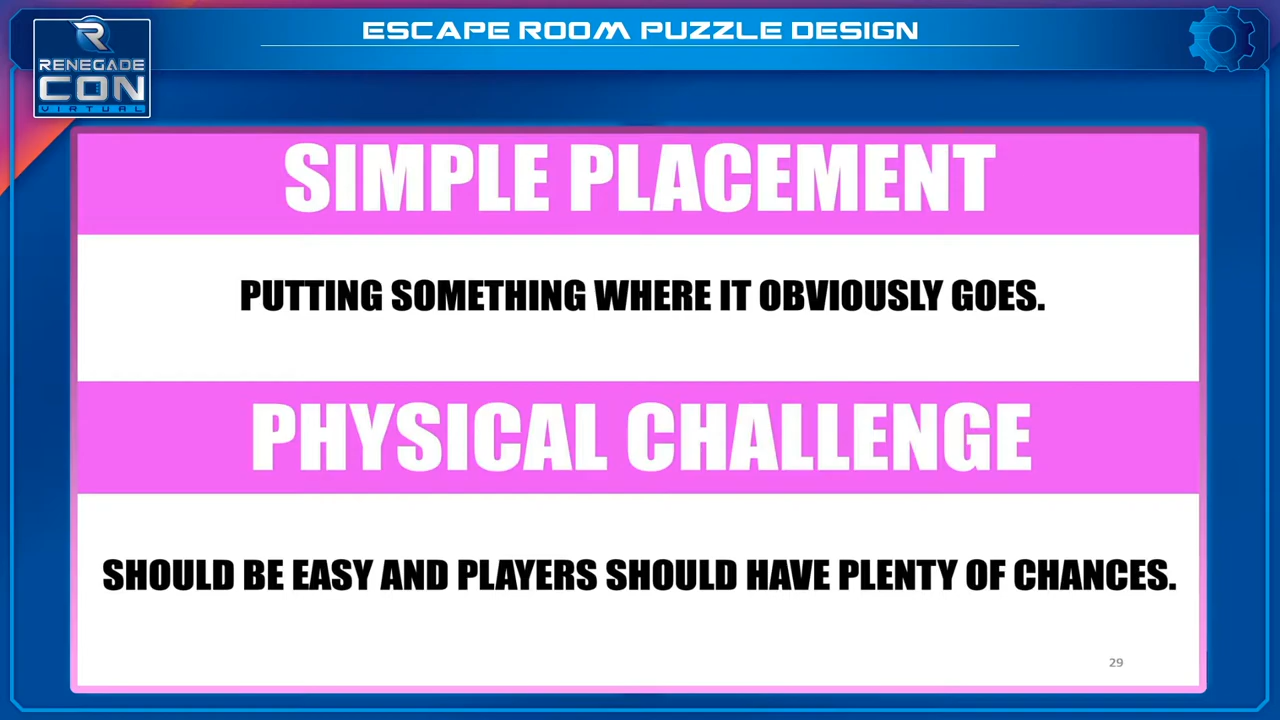 ESCAPE ROOM PUZZLE DESIGN
R
RENEGADE
CON
VIRTUAL
SIMPLE PLACEMENT
PUTTING SOMETHING WHERE IT OBVIOUSLY GOES.
PHYSICAL CHALLENGE
SHOULD BE EASY AND PLAYERS SHOULD HAVE PLENTY OF CHANCES.
29